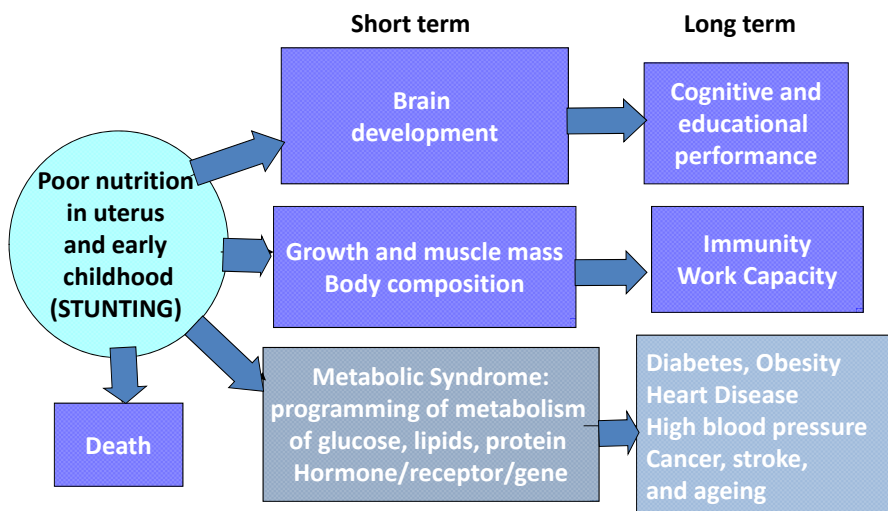 Short term
Long term
Brain
development
Cognitive and
educational
performance
Poor nutrition
in uterus
and early
childhood
(STUNTING)
Growth and muscle mass
Body composition
Immunity
Work Capacity
Metabolic Syndrome:
programming of metabolism
of glucose, lipids, protein
Hormone/receptor/gene
Diabetes, Obesity
Heart Disease
High blood pressure
Cancer, stroke,
and ageing
Death